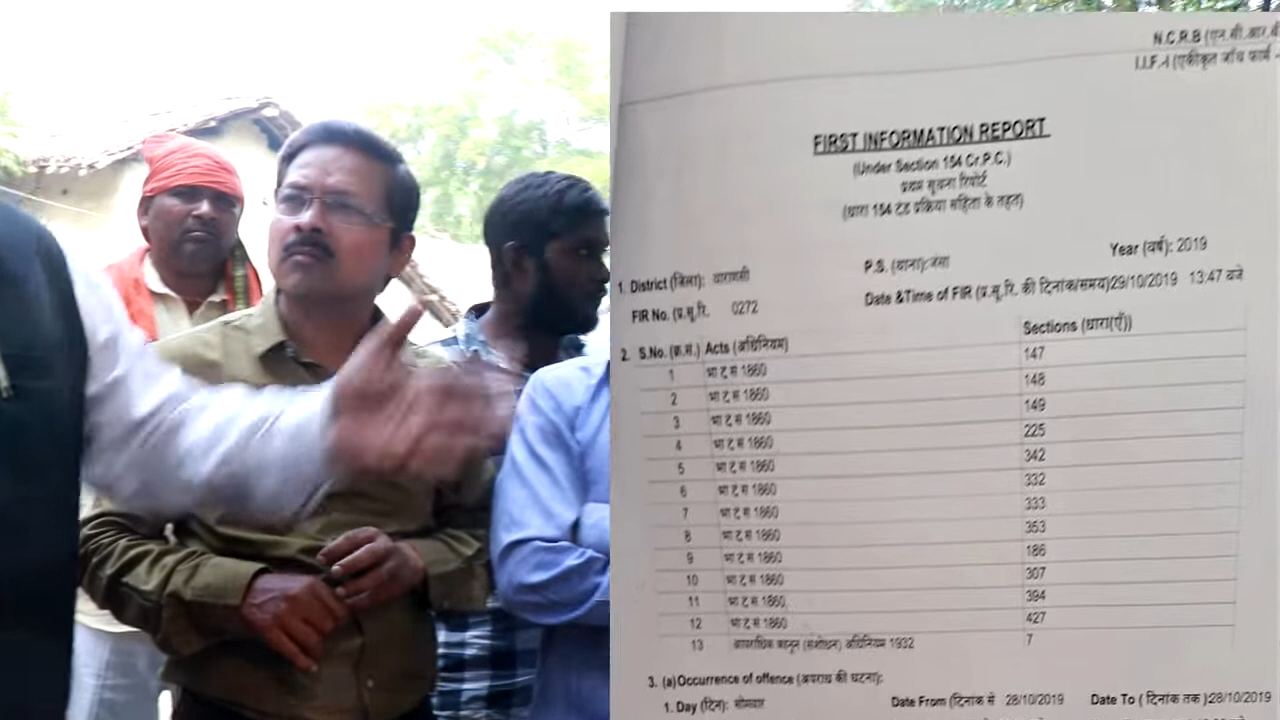 N.C.R.B (एन.सी.आर.बी
I.I.F.-I (एकीकृत जाँच फार्म -
FIRST INFORMATION REPORT
(Under Section 154 Cr.P.C.)
प्रथम सूचना रिपोर्ट
(धारा 154 दंड प्रक्रिया संहिता के तहत)
1. District (जिला): वाराणसी P.S. (थाना): जंसा Year (वर्ष): 2019
FIR No. (प्र.सू.रि. 0272 Date &Time of FIR (प्र.सू.रि. की दिनांक/समय) 29/10/2019 13:47 बजे
2. S.No. (क्र.सं.) Acts (अधिनियम) Sections (धारा(एँ))
1 भा द सं 1860 147
2 भा द सं 1860 148
3 भा द सं 1860 149
4 भा द सं 1860 225
5 भा द सं 1860 342
6 भा द सं 1860 332
7 भा द सं 1860 333
8 भा द सं 1860 353
9 भा द सं 1860 186
10 भा द सं 1860 307
11 भा द सं 1860 394
12 भा द सं 1860 427
13 आपराधिक कानून (संशोधन) अधिनियम 1932 7
3. (a) Occurrence of offence (अपराध की घटना):
1. Day (दिन): सोमवार Date From (दिनांक से 28/10/2019 Date To ( दिनांक तक ) 28/10/2019